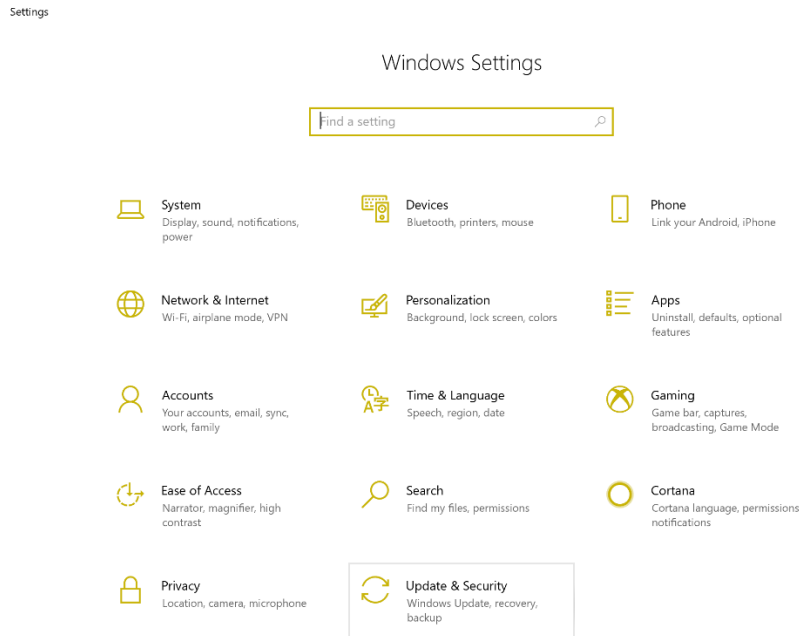 Settings
Windows Settings
Find a setting
System
Display, sound, notifications,
power
Devices
Bluetooth, printers, mouse
Phone
Link your Android, iPhone
Network & Internet
Wi-Fi, airplane mode, VPN
Personalization
Background, lock screen, colors
Apps
Uninstall, defaults, optional
features
Accounts
Your accounts, email, sync,
work, family
Time & Language
Speech, region, date
Gaming
Game bar, captures,
broadcasting, Game Mode
Ease of Access
Narrator, magnifier, high
contrast
Search
Find my files, permissions
Cortana
Cortana language, permissions
notifications
Privacy
Location, camera, microphone
Update & Security
Windows Update, recovery,
backup